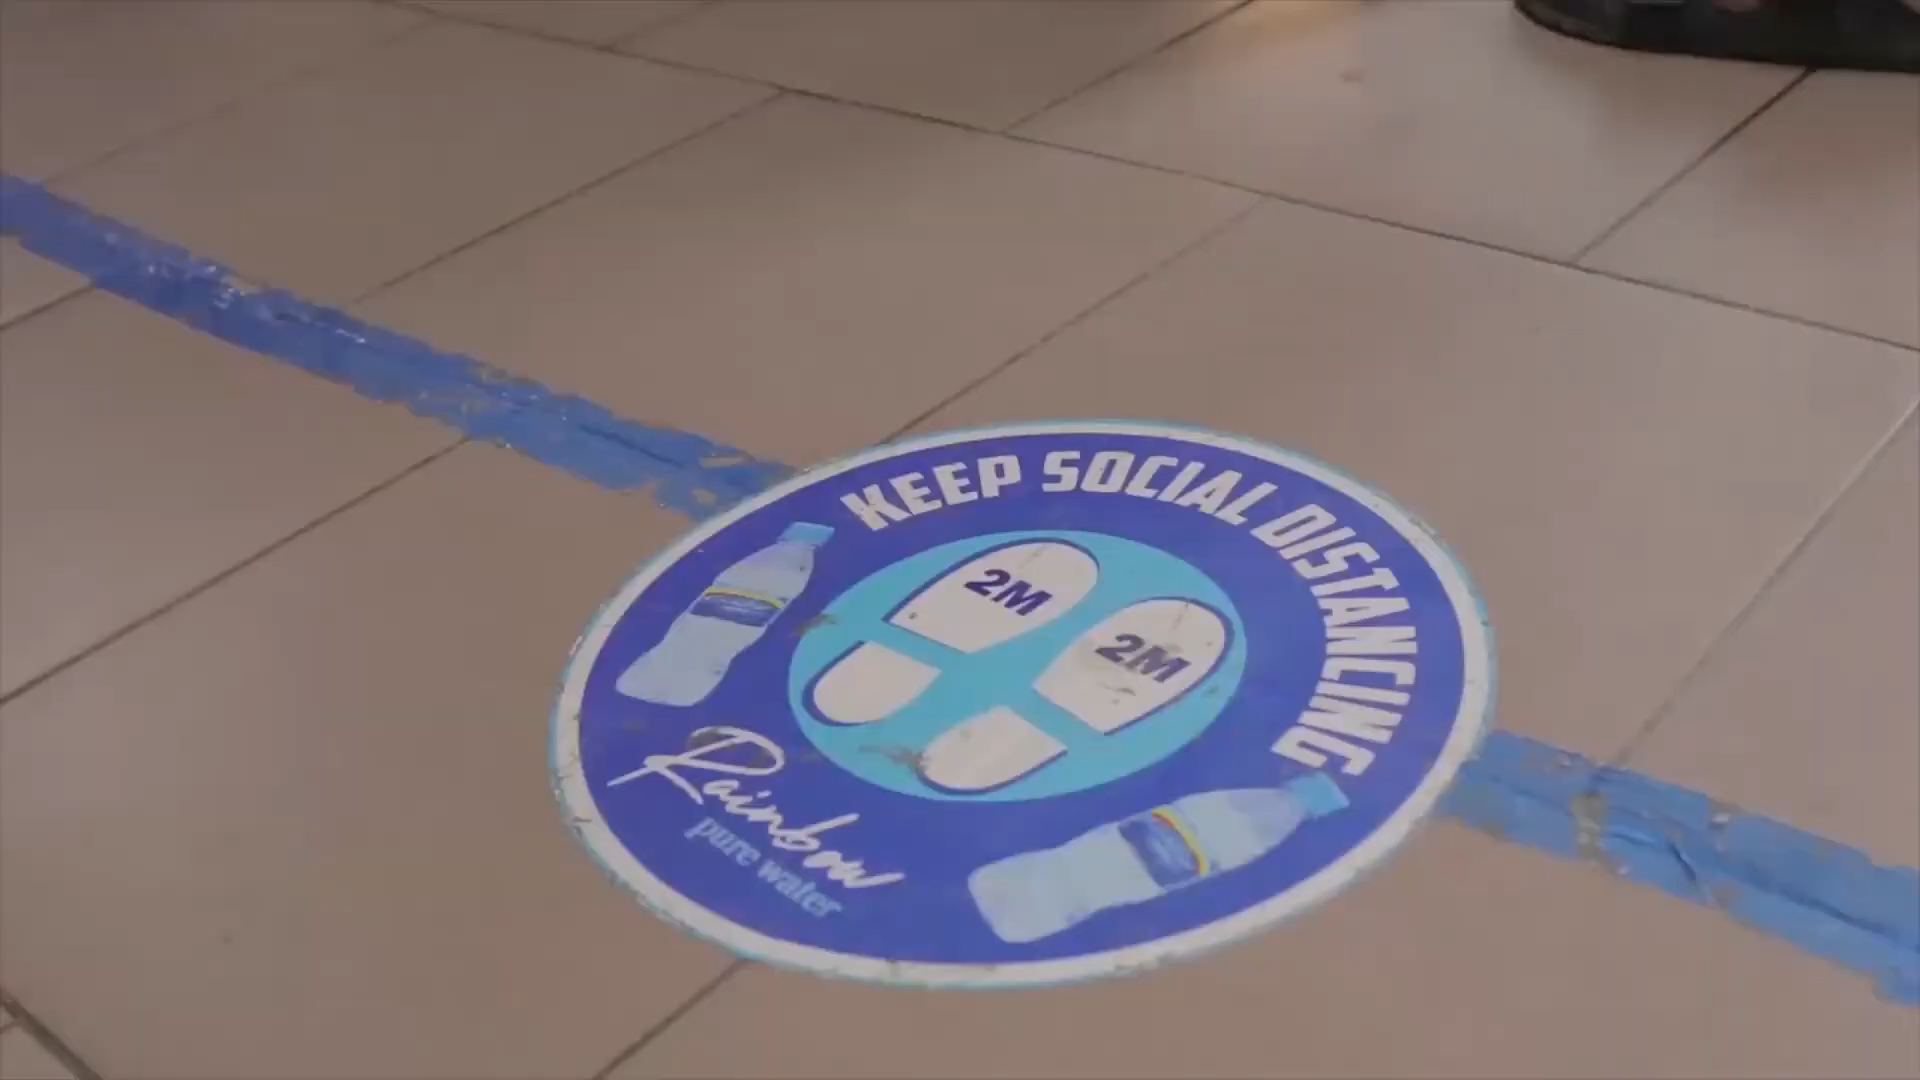 KEEP SOCIAL DISTANCING
2M
2M
Rainbow
pure water